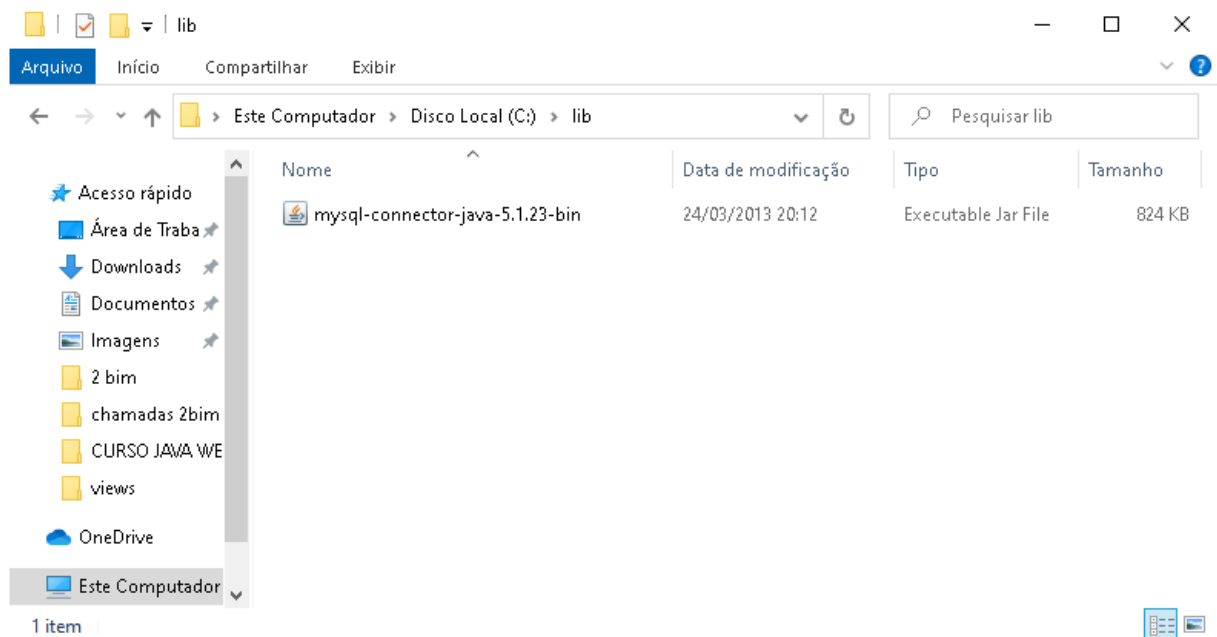 lib
Arquivo Início Compartilhar Exibir
Este Computador Disco Local (C:) lib Pesquisar lib
Nome Data de modificação Tipo Tamanho
mysql-connector-java-5.1.23-bin 24/03/2013 20:12 Executable Jar File 824 KB
Acesso rápido
Área de Traba
Downloads
Documentos
Imagens
2 bim
chamadas 2bim
CURSO JAVA WE
views
OneDrive
Este Computador
1 item